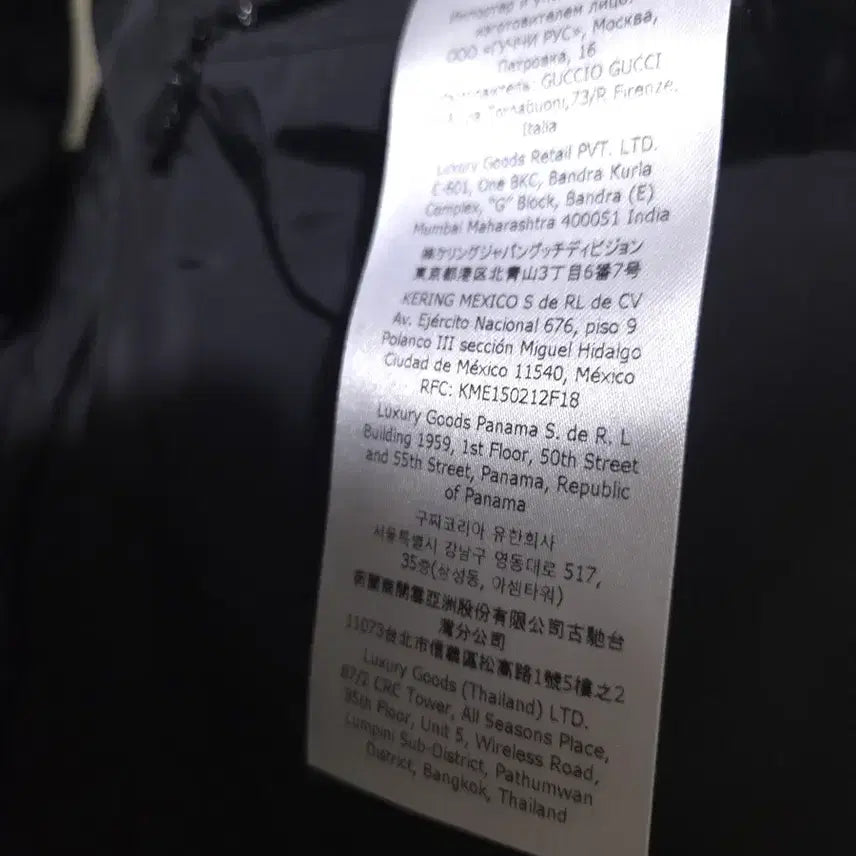 Импортер и у
изготовителем лицо:
ООО «ГУЧЧИ РУС», Москва,
Петровка, 16
GUCCIO GUCCI
Tornabuoni,73/R Firenze,
Italia
Luxury Goods Retail PVT. LTD.
C-601, One BKC, Bandra Kurla
Complex, "G" Block, Bandra (E)
Mumbai Maharashtra 400051 India
㈱ケリングジャパングッチディビジョン
東京都港区北青山3丁目6番7号
KERING MEXICO S de RL de CV
Av. Ejército Nacional 676, piso 9
Polanco III sección Miguel Hidalgo
Ciudad de México 11540, México
RFC: KME150212F18
Luxury Goods Panama S. de R. L
Building 1959, 1st Floor, 50th Street
and 55th Street, Panama, Republic
of Panama
구찌코리아 유한회사
서울특별시 강남구 영동대로 517,
35층(삼성동, 아셈타워)
荷蘭商開雲亞洲股份有限公司古馳台
灣分公司
11073台北市信義區松高路1號5樓之2
Luxury Goods (Thailand) LTD.
87/2 CRC Tower, All Seasons Place,
35th Floor, Unit 5, Wireless Road,
Lumpini Sub-District, Pathumwan
District, Bangkok, Thailand